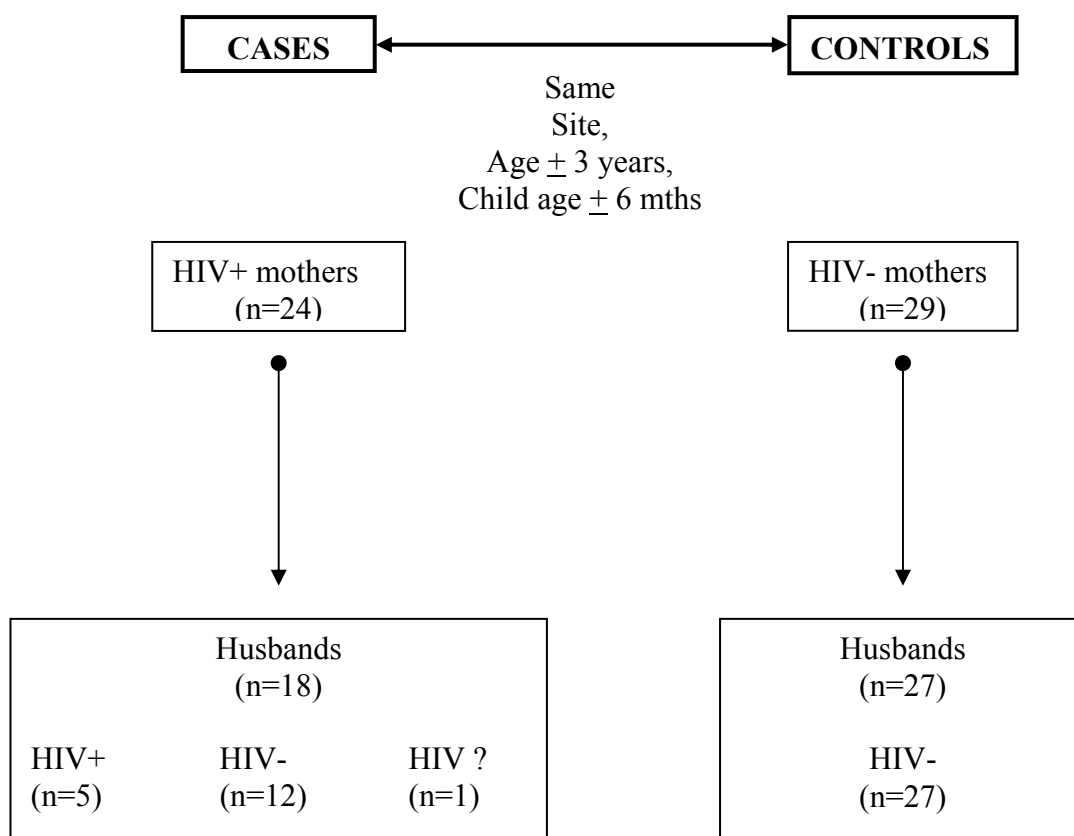 CASES
CONTROLS
Same
Site,
Age ± 3 years,
Child age ± 6 mths
HIV+ mothers
(n=24)
HIV- mothers
(n=29)
Husbands
(n=18)
HIV+
(n=5)
HIV-
(n=12)
HIV ?
(n=1)
Husbands
(n=27)
HIV-
(n=27)